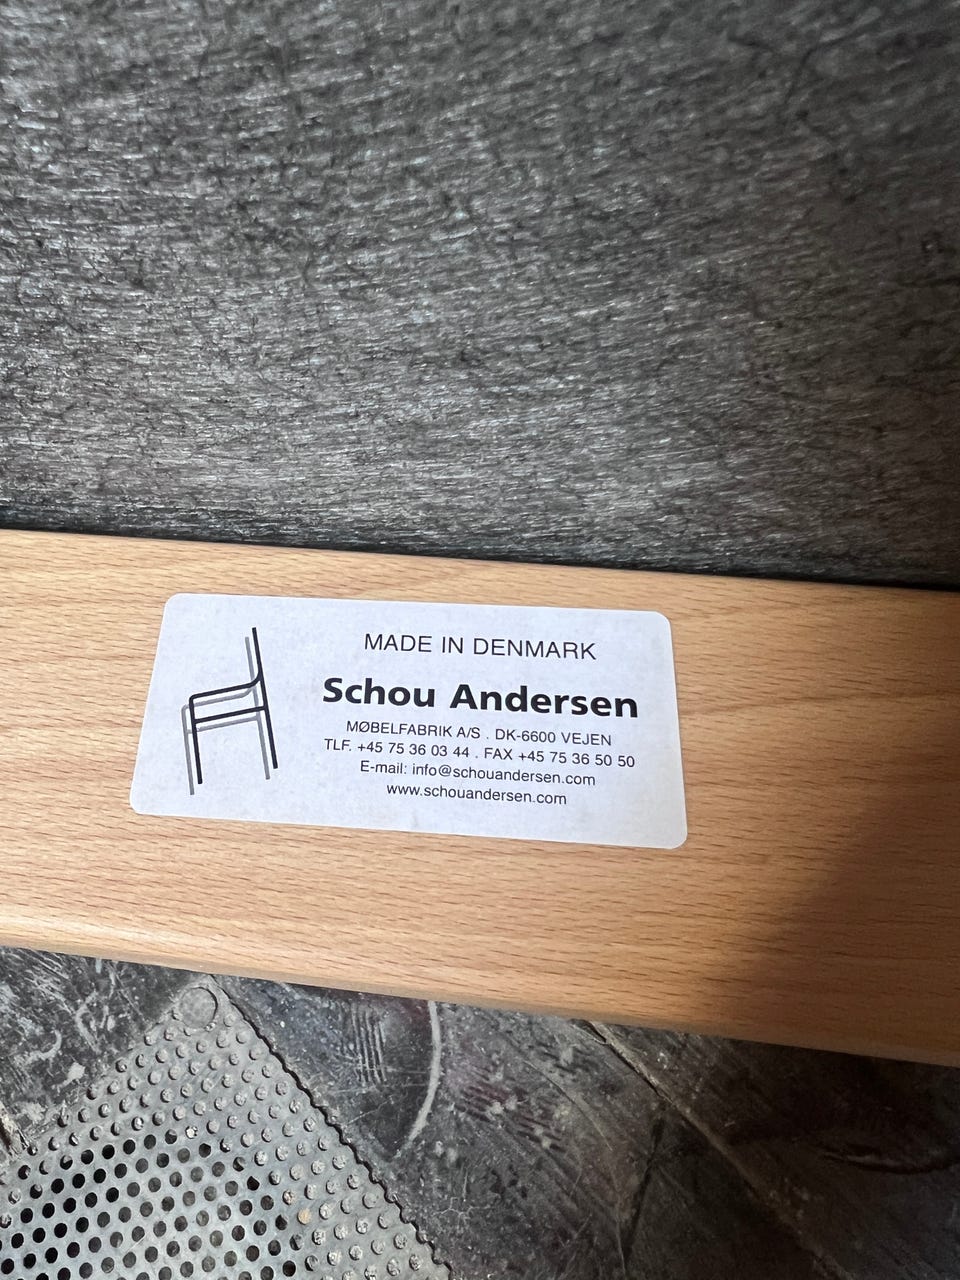 MADE IN DENMARK
Schou Andersen
MØBELFABRIK A/S . DK-6600 VEJEN
TLF. +45 75 36 03 44 . FAX +45 75 36 50 50
E-mail: info@schouandersen.com
www.schouandersen.com